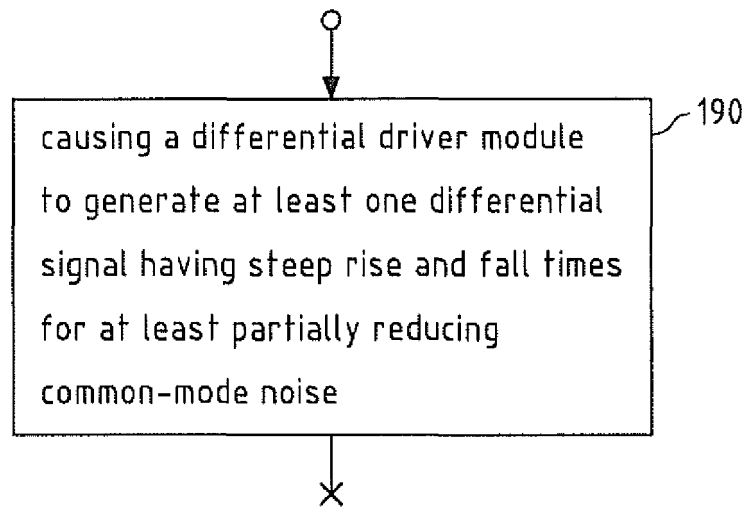 190
causing a differential driver module
to generate at least one differential
signal having steep rise and fall times
for at least partially reducing
common-mode noise